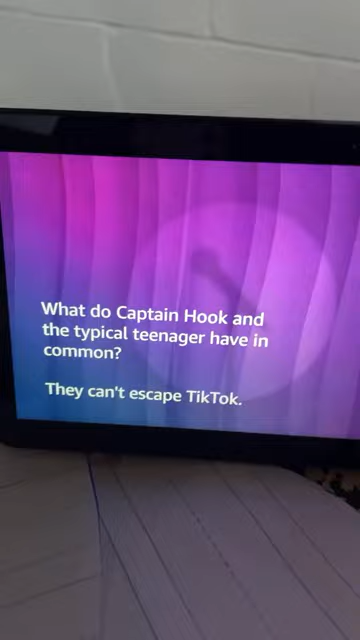 What do Captain Hook and
the typical teenager have in
common?
They can't escape TikTok.